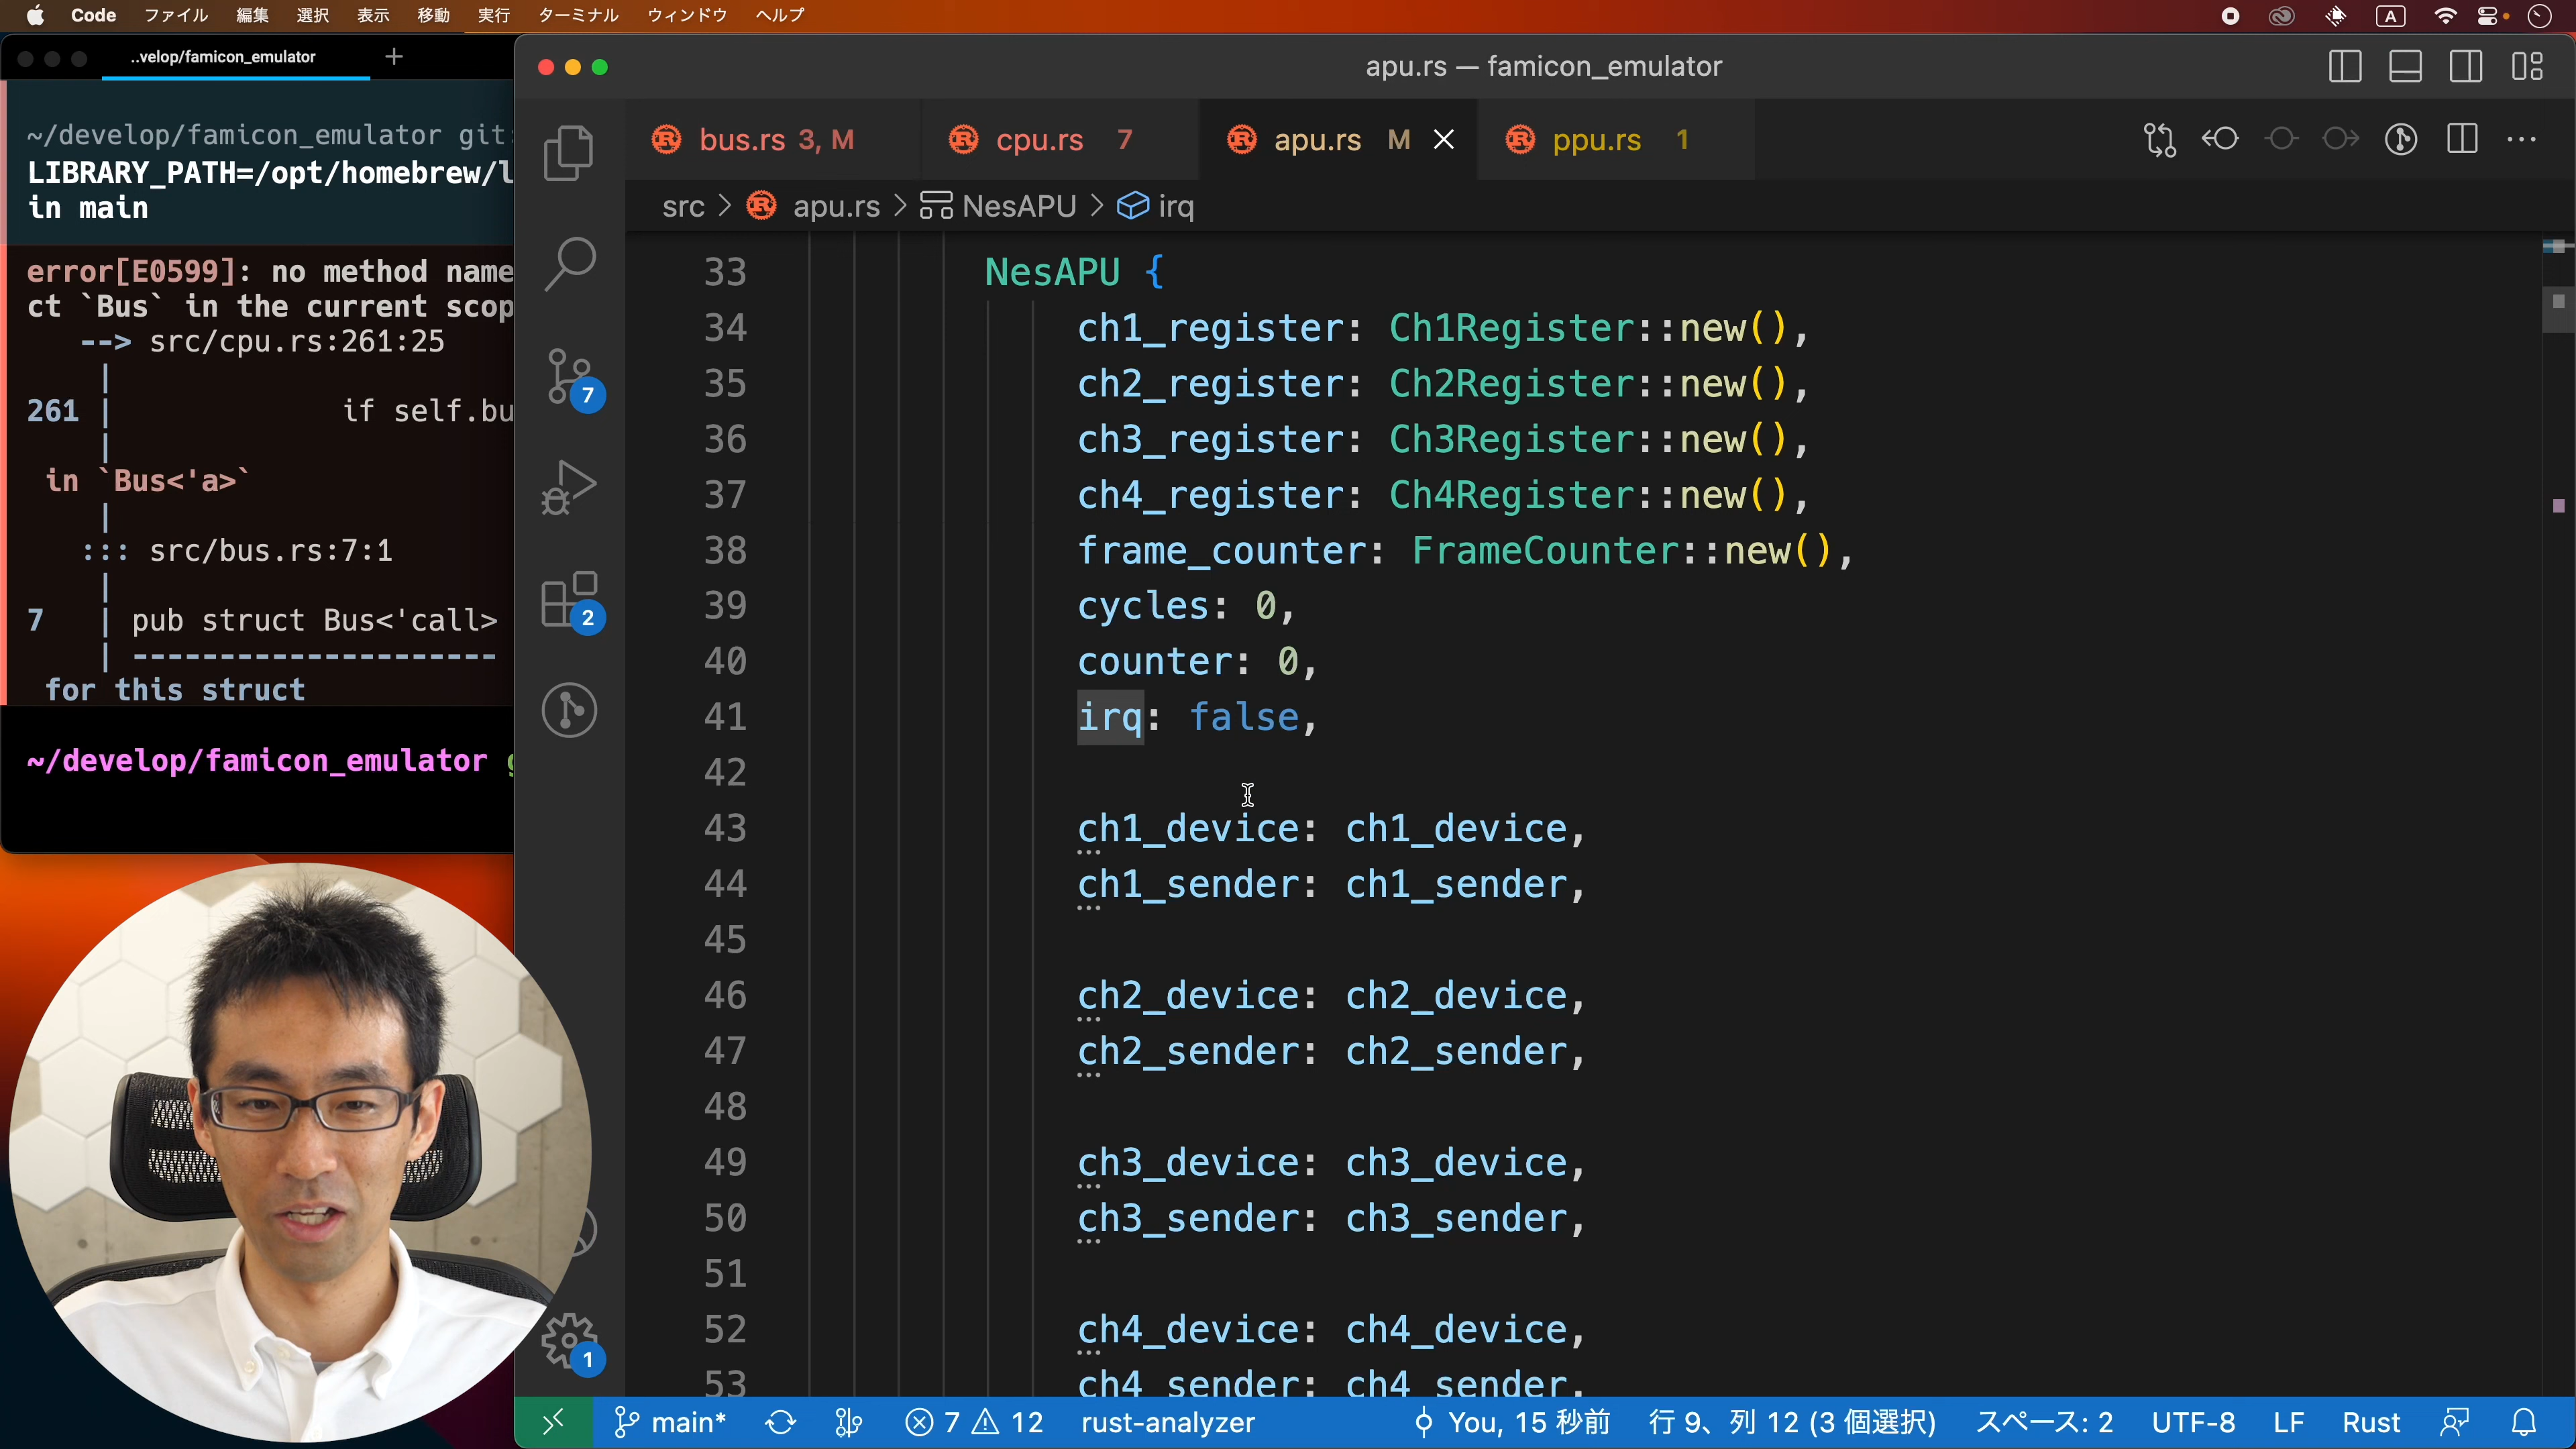 Code ファイル 編集 選択 表示 移動 実行 ターミナル ウィンドウ ヘルプ A
..velop/famicon_emulator +
~/develop/famicon_emulator git:
LIBRARY_PATH=/opt/homebrew/l
in main
error[E0599]: no method name
ct `Bus` in the current scop
--> src/cpu.rs:261:25
|
261 | if self.bu
|
in `Bus<'a>`
|
::: src/bus.rs:7:1
|
7 | pub struct Bus<'call>
| ---------------------
for this struct
~/develop/famicon_emulator g
apu.rs — famicon_emulator
bus.rs 3, M cpu.rs 7 apu.rs M ppu.rs 1
src > apu.rs > NesAPU > irq
33 NesAPU {
34 ch1_register: Ch1Register::new(),
35 ch2_register: Ch2Register::new(),
36 ch3_register: Ch3Register::new(),
37 ch4_register: Ch4Register::new(),
38 frame_counter: FrameCounter::new(),
39 cycles: 0,
40 counter: 0,
41 irq: false,
42
43 ch1_device: ch1_device,
44 ch1_sender: ch1_sender,
45
46 ch2_device: ch2_device,
47 ch2_sender: ch2_sender,
48
49 ch3_device: ch3_device,
50 ch3_sender: ch3_sender,
51
52 ch4_device: ch4_device,
53 ch4_sender: ch4_sender,
7
2
1
main* 7 12 rust-analyzer You, 15 秒前 行 9、列 12 (3 個選択) スペース: 2 UTF-8 LF Rust